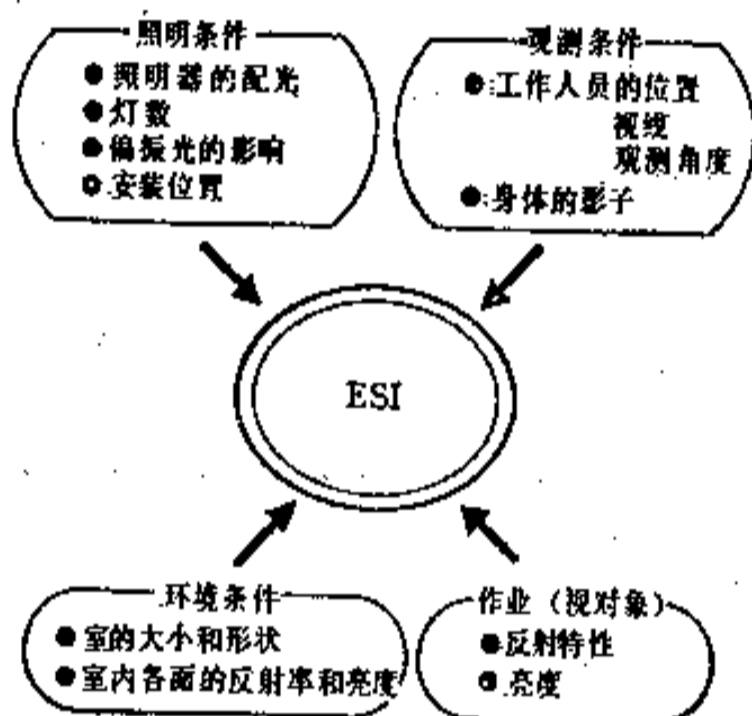 照明条件
●照明器的配光
●灯数
●偏振光的影响
●安装位置
观测条件
●工作人员的位置
视线
观测角度
●身体的影子
ESI
环境条件
●室的大小和形状
●室内各面的反射率和亮度
作业（视对象）
●反射特性
●亮度